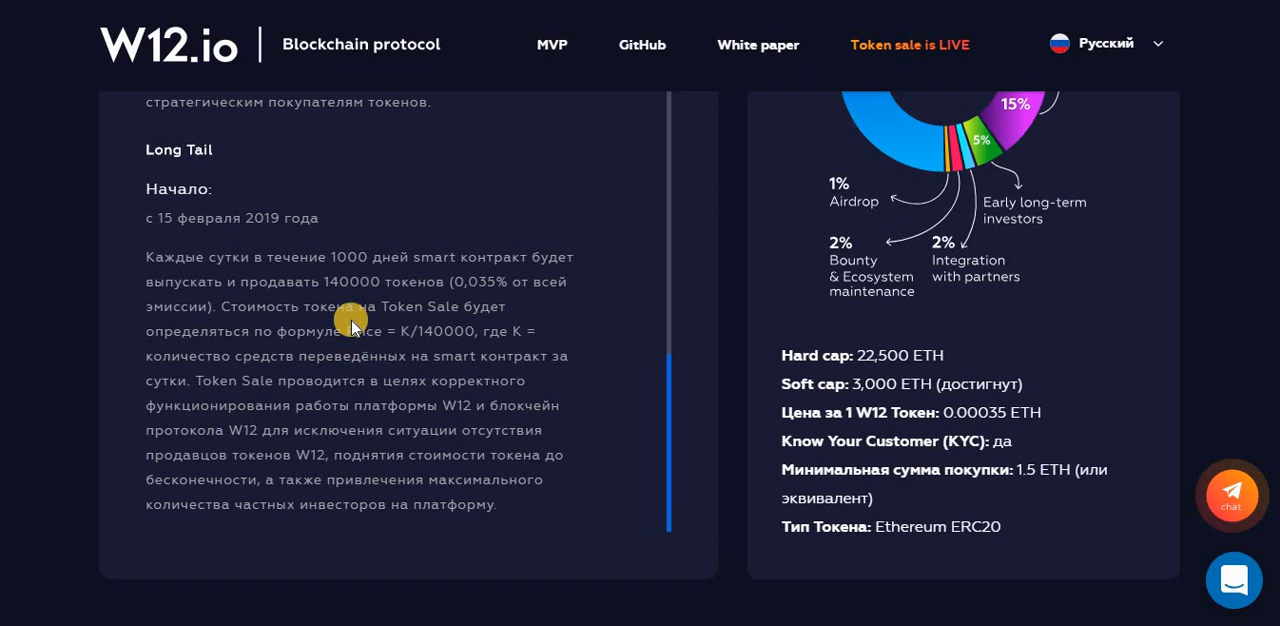 W12.io
Blockchain protocol
MVP
GitHub
White paper
Token sale is LIVE
Русский
стратегическим покупателям токенов.
Long Tail
Начало:
с 15 февраля 2019 года
Каждые сутки в течение 1000 дней smart контракт будет
выпускать и продавать 140000 токенов (0,035% от всей
эмиссии). Стоимость токена на Token Sale будет
определяться по формуле Price = K/140000, где K =
количество средств переведённых на smart контракт за
сутки. Token Sale проводится в целях корректного
функционирования работы платформы W12 и блокчейн
протокола W12 для исключения ситуации отсутствия
продавцов токенов W12, поднятия стоимости токена до
бесконечности, а также привлечения максимального
количества частных инвесторов на платформу.
15%
5%
1%
Airdrop
Early long-term
investors
2%
Bounty
& Ecosystem
maintenance
2%
Integration
with partners
Hard cap: 22,500 ETH
Soft cap: 3,000 ETH (достигнут)
Цена за 1 W12 Токен: 0.00035 ETH
Know Your Customer (KYC): да
Минимальная сумма покупки: 1.5 ETH (или
эквивалент)
Тип Токена: Ethereum ERC20
chat